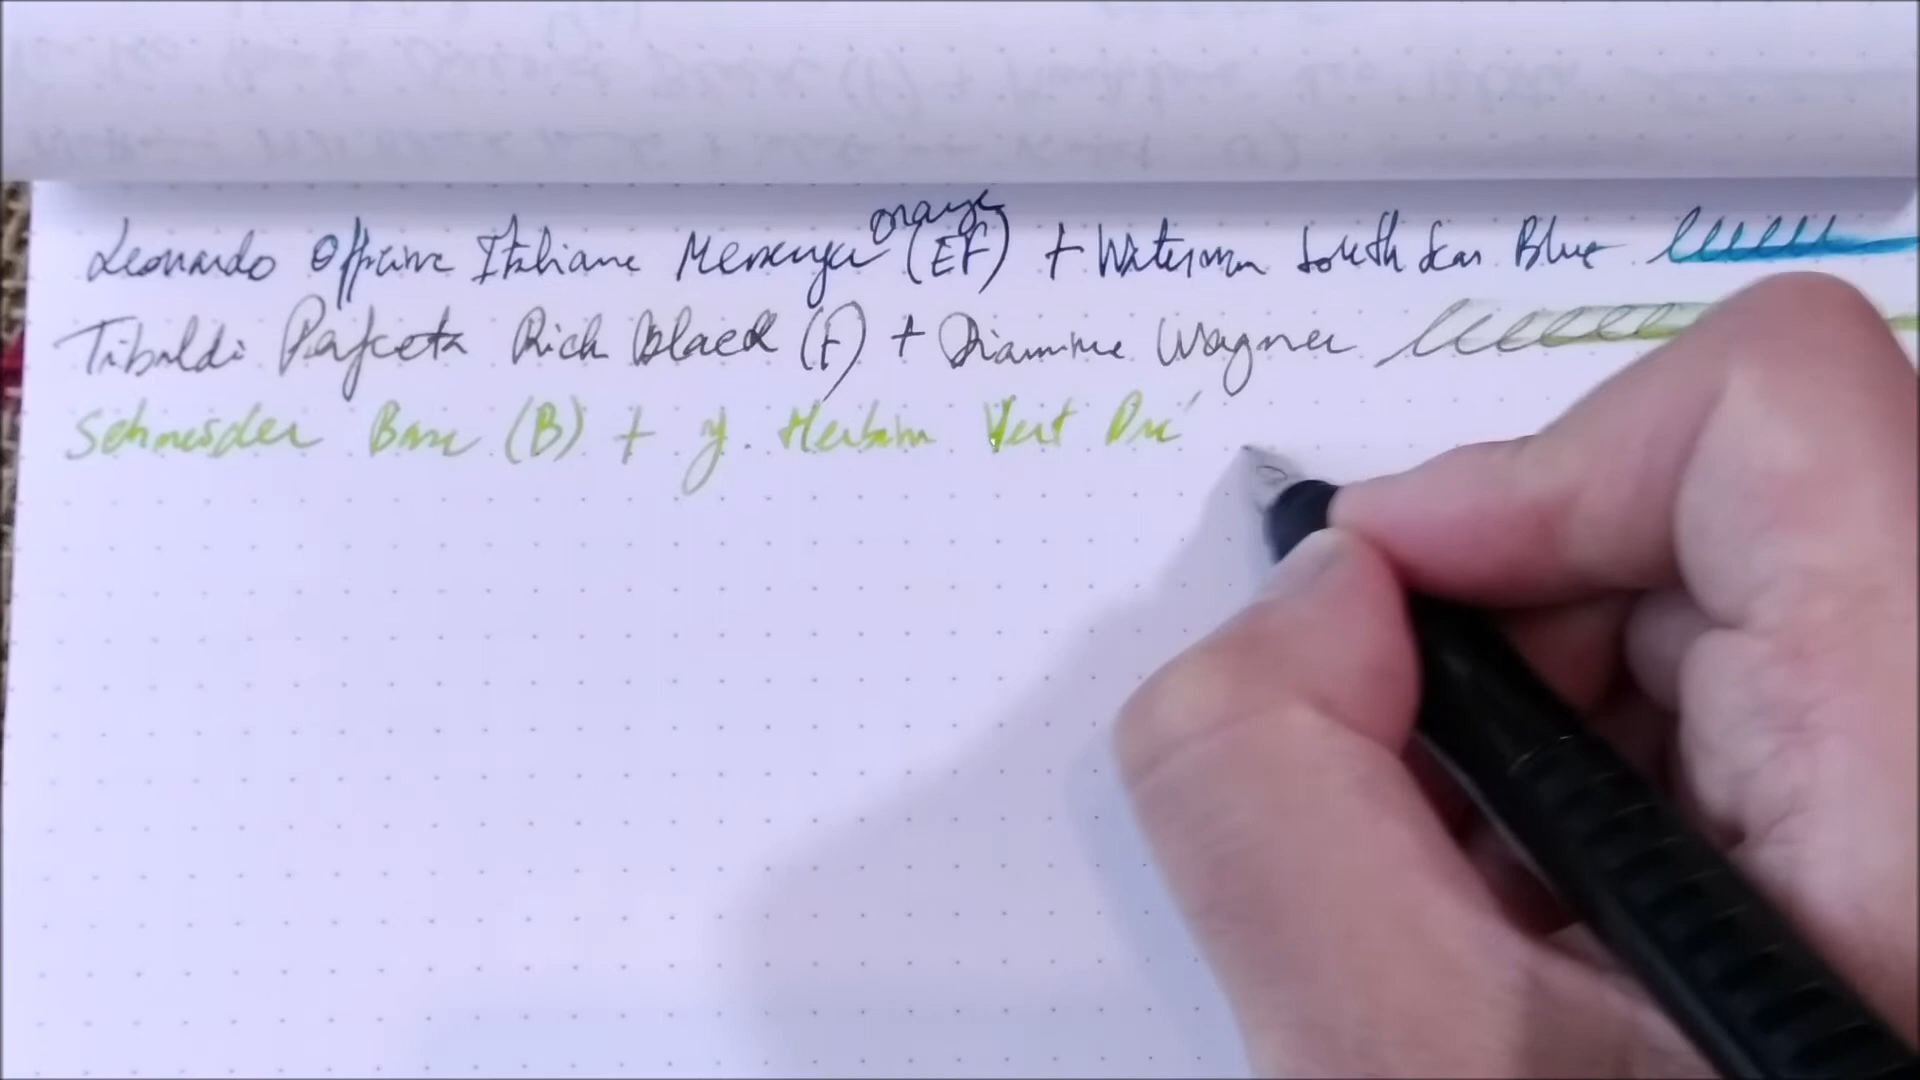 Leonardo Officina Italiana Messenger orange (EF) + Waterman South Seas Blue
Tibaldi Perfecta Rich Black (F) + Diamine Wagner
Schneider Base (B) + J. Herbin Vert Pré